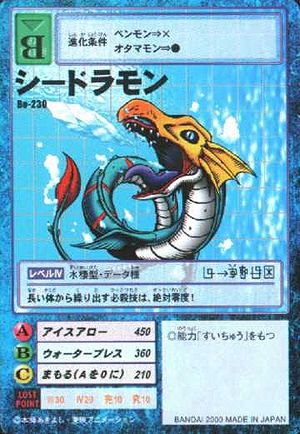 B
進化条件
ペンモン⇒×
オタマモン⇒●
シードラモン
Bo-230
レベルⅣ 水棲型・データ種
長い体から繰り出す必殺技は、絶対零度!
A アイスアロー 450
B ウォーターブレス 360
C まもる(Aを0に) 210
LOST POINT
◎能力「すいちゅう」をもつ
BANDAI 2000 MADE IN JAPAN